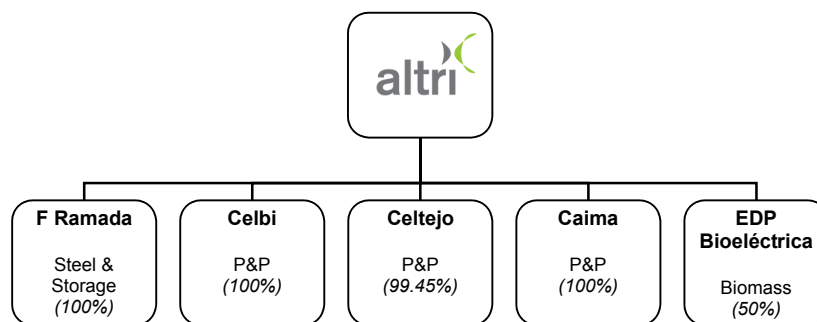 altri
F Ramada
Steel &
Storage
(100%)
Celbi
P&P
(100%)
Celtejo
P&P
(99.45%)
Caima
P&P
(100%)
EDP
Bioeléctrica
Biomass
(50%)